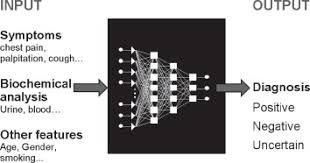 INPUT
OUTPUT
Symptoms
chest pain,
palpitation, cough...
Biochemical
analysis
Urine, blood...
Other features
Age, Gender,
smoking...
Diagnosis
Positive
Negative
Uncertain